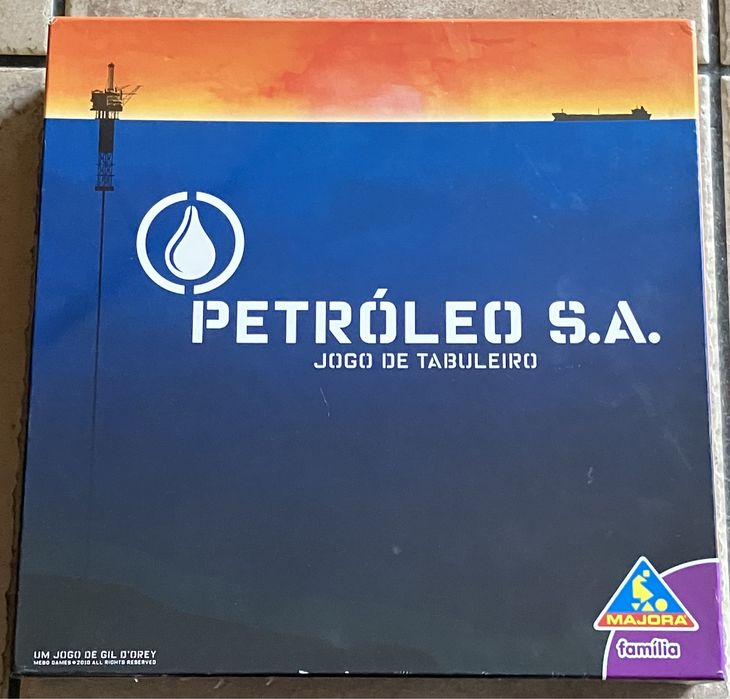 PETRÓLEO S.A.
JOGO DE TABULEIRO
UM JOGO DE GIL D'OREY
MEBO GAMES © 2010 ALL RIGHTS RESERVED
MAJORA
família